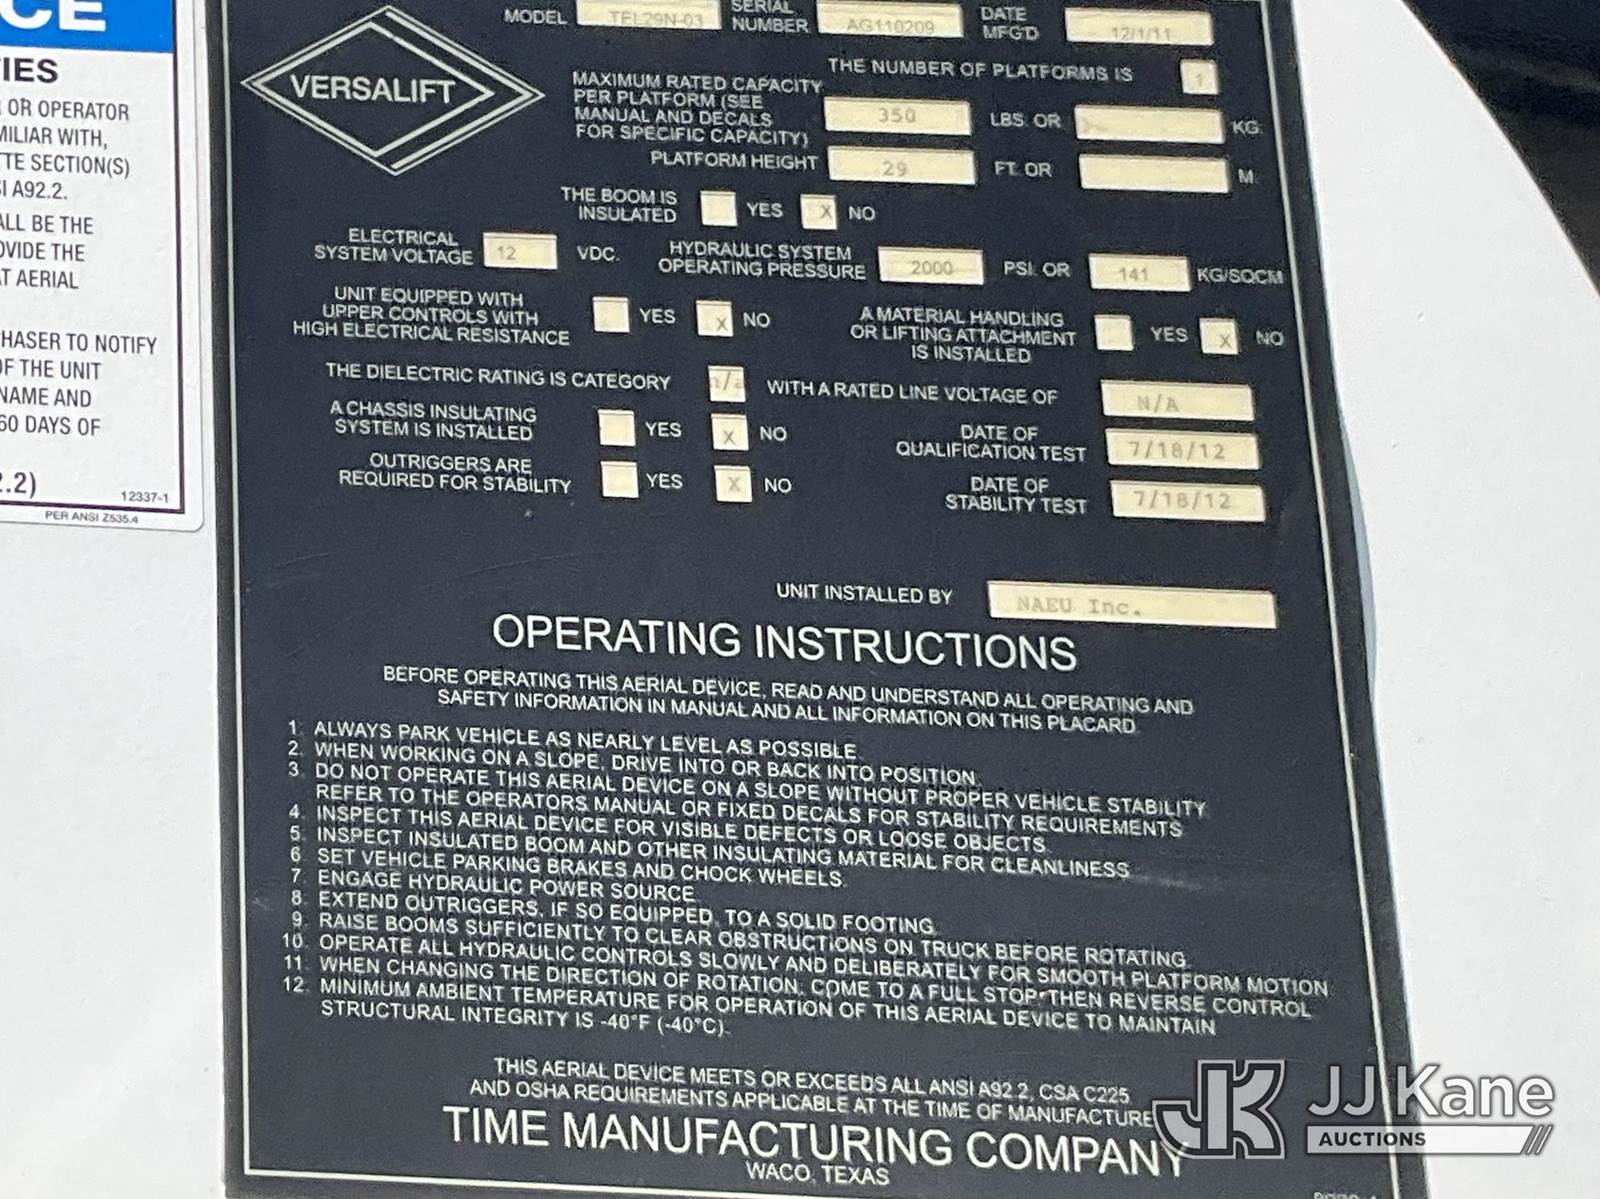 CE
IES
OR OPERATOR
MILIAR WITH,
TE SECTION(S)
A92.2.
ALL BE THE
OVIDE THE
AT AERIAL
HASER TO NOTIFY
OF THE UNIT
NAME AND
60 DAYS OF
.2)
12337-1
PER ANSI Z535.4
VERSALIFT
MODEL TEL29N-03 SERIAL NUMBER AG110209 DATE MFG'D 12/1/11
THE NUMBER OF PLATFORMS IS 1
MAXIMUM RATED CAPACITY
PER PLATFORM (SEE
MANUAL AND DECALS
FOR SPECIFIC CAPACITY) 350 LBS. OR KG.
PLATFORM HEIGHT 29 FT. OR M.
THE BOOM IS
INSULATED YES X NO
ELECTRICAL
SYSTEM VOLTAGE 12 VDC. HYDRAULIC SYSTEM
OPERATING PRESSURE 2000 PSI. OR 141 KG/SQCM
UNIT EQUIPPED WITH
UPPER CONTROLS WITH
HIGH ELECTRICAL RESISTANCE YES X NO
A MATERIAL HANDLING
OR LIFTING ATTACHMENT
IS INSTALLED YES X NO
THE DIELECTRIC RATING IS CATEGORY n/a WITH A RATED LINE VOLTAGE OF N/A
A CHASSIS INSULATING
SYSTEM IS INSTALLED YES X NO
DATE OF
QUALIFICATION TEST 7/18/12
OUTRIGGERS ARE
REQUIRED FOR STABILITY YES X NO
DATE OF
STABILITY TEST 7/18/12
UNIT INSTALLED BY NAEU Inc.
OPERATING INSTRUCTIONS
BEFORE OPERATING THIS AERIAL DEVICE, READ AND UNDERSTAND ALL OPERATING AND
SAFETY INFORMATION IN MANUAL AND ALL INFORMATION ON THIS PLACARD.
1. ALWAYS PARK VEHICLE AS NEARLY LEVEL AS POSSIBLE.
2. WHEN WORKING ON A SLOPE, DRIVE INTO OR BACK INTO POSITION.
3. DO NOT OPERATE THIS AERIAL DEVICE ON A SLOPE WITHOUT PROPER VEHICLE STABILITY
REFER TO THE OPERATORS MANUAL OR FIXED DECALS FOR STABILITY REQUIREMENTS
4. INSPECT THIS AERIAL DEVICE FOR VISIBLE DEFECTS OR LOOSE OBJECTS.
5. INSPECT INSULATED BOOM AND OTHER INSULATING MATERIAL FOR CLEANLINESS
6. SET VEHICLE PARKING BRAKES AND CHOCK WHEELS.
7. ENGAGE HYDRAULIC POWER SOURCE.
8. EXTEND OUTRIGGERS, IF SO EQUIPPED, TO A SOLID FOOTING.
9. RAISE BOOMS SUFFICIENTLY TO CLEAR OBSTRUCTIONS ON TRUCK BEFORE ROTATING.
10. OPERATE ALL HYDRAULIC CONTROLS SLOWLY AND DELIBERATELY FOR SMOOTH PLATFORM MOTION.
11. WHEN CHANGING THE DIRECTION OF ROTATION, COME TO A FULL STOP THEN REVERSE CONTROL
12. MINIMUM AMBIENT TEMPERATURE FOR OPERATION OF THIS AERIAL DEVICE TO MAINTAIN
STRUCTURAL INTEGRITY IS -40°F (-40°C).
THIS AERIAL DEVICE MEETS OR EXCEEDS ALL ANSI A92.2, CSA C225
AND OSHA REQUIREMENTS APPLICABLE AT THE TIME OF MANUFACTURE
TIME MANUFACTURING COMPANY
WACO, TEXAS
JK JJ Kane
AUCTIONS